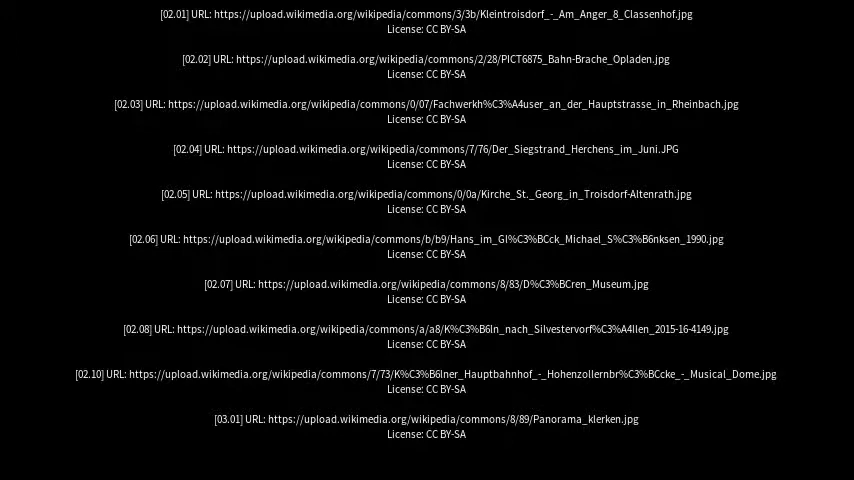 [02.01] URL: https://upload.wikimedia.org/wikipedia/commons/3/3b/Kleintroisdorf_-_Am_Anger_8_Classenhof.jpg
License: CC BY-SA
[02.02] URL: https://upload.wikimedia.org/wikipedia/commons/2/28/PICT6875_Bahn-Brache_Opladen.jpg
License: CC BY-SA
[02.03] URL: https://upload.wikimedia.org/wikipedia/commons/0/07/Fachwerkh%C3%A4user_an_der_Hauptstrasse_in_Rheinbach.jpg
License: CC BY-SA
[02.04] URL: https://upload.wikimedia.org/wikipedia/commons/7/76/Der_Siegstrand_Herchens_im_Juni.JPG
License: CC BY-SA
[02.05] URL: https://upload.wikimedia.org/wikipedia/commons/0/0a/Kirche_St._Georg_in_Troisdorf-Altenrath.jpg
License: CC BY-SA
[02.06] URL: https://upload.wikimedia.org/wikipedia/commons/b/b9/Hans_im_Gl%C3%BCck_Michael_S%C3%B6nksen_1990.jpg
License: CC BY-SA
[02.07] URL: https://upload.wikimedia.org/wikipedia/commons/8/83/D%C3%BCren_Museum.jpg
License: CC BY-SA
[02.08] URL: https://upload.wikimedia.org/wikipedia/commons/a/a8/K%C3%B6ln_nach_Silvestervorf%C3%A4llen_2015-16-4149.jpg
License: CC BY-SA
[02.10] URL: https://upload.wikimedia.org/wikipedia/commons/7/73/K%C3%B6lner_Hauptbahnhof_-_Hohenzollernbr%C3%BCcke_-_Musical_Dome.jpg
License: CC BY-SA
[03.01] URL: https://upload.wikimedia.org/wikipedia/commons/8/89/Panorama_klerken.jpg
License: CC BY-SA